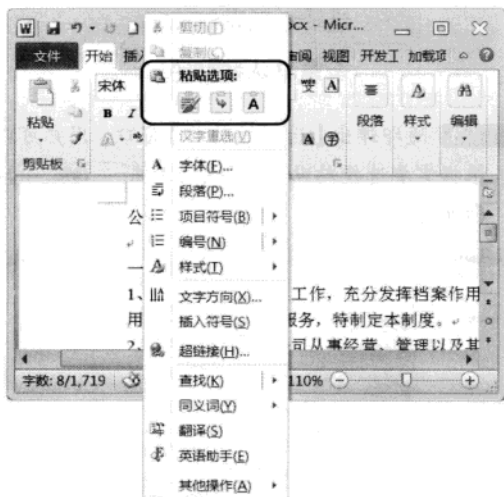 W
剪切(T)
ocx - Micr...
文件
开始
插
复制(C)
审阅
视图
开发工
加载项
粘贴
宋体
B
I
粘贴选项:
A
汉字重选(V)
A
段落
样式
编辑
剪贴板
A 字体(F)...
段落(P)...
项目符号(B)
编号(N)
样式(T)
文字方向(X)...
插入符号(S)
超链接(H)...
查找(K)
同义词(Y)
翻译(S)
英语助手(E)
其他操作(A)
公
一
1、
工作，充分发挥档案作用
用
服务，特制定本制度。
2、
司从事经营、管理以及其
字数: 8/1,719
110%